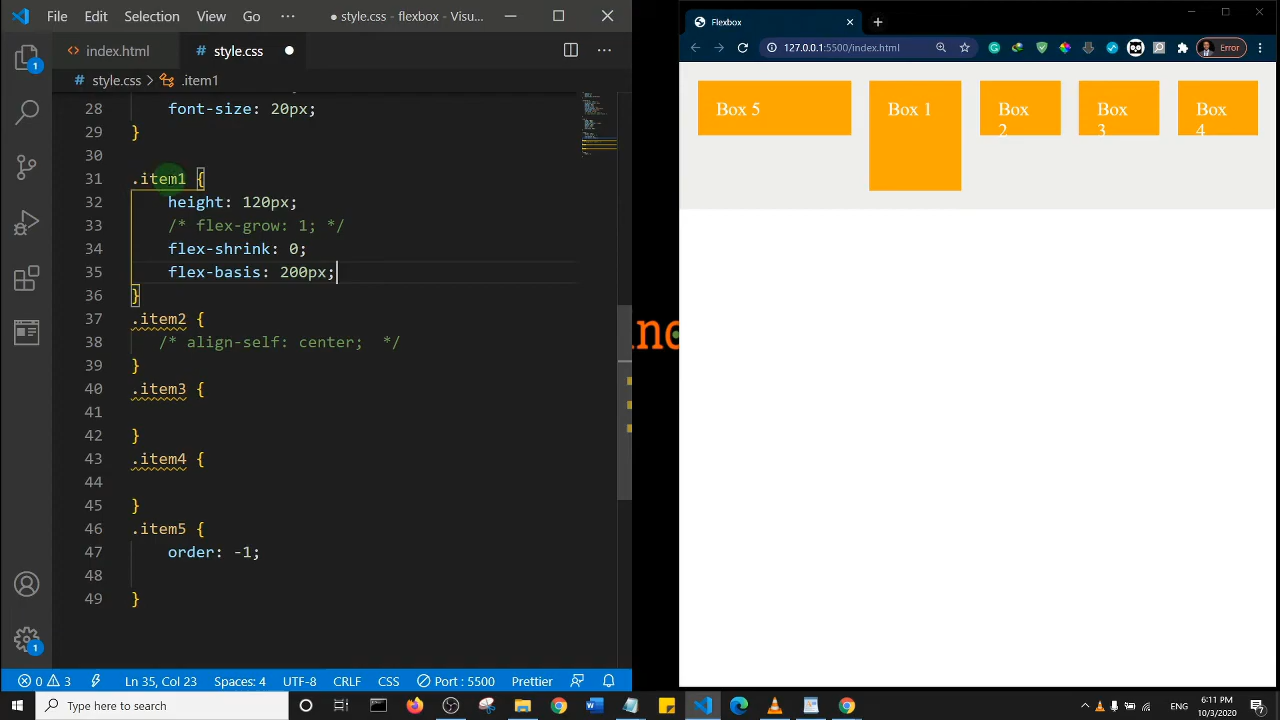 File Edit Selection View Go ··· ● style.css - flexbox - Visu...
index.html
style.css
style.css > .item1
28 font-size: 20px;
29 }
30
31 .item1 {
32 height: 120px;
33 /* flex-grow: 1; */
34 flex-shrink: 0;
35 flex-basis: 200px;
36 }
37 .item2 {
38 /* align-self: center;  */
39 }
40 .item3 {
41
42 }
43 .item4 {
44
45 }
46 .item5 {
47 order: -1;
48
49 }
1
1
0 3 Ln 35, Col 23 Spaces: 4 UTF-8 CRLF CSS Port : 5500 Prettier
Flexbox
127.0.0.1:5500/index.html
Error
Box 5
Box 1
Box
2
Box
3
Box
4
Type here to search
6:11 PM
10/3/2020
7